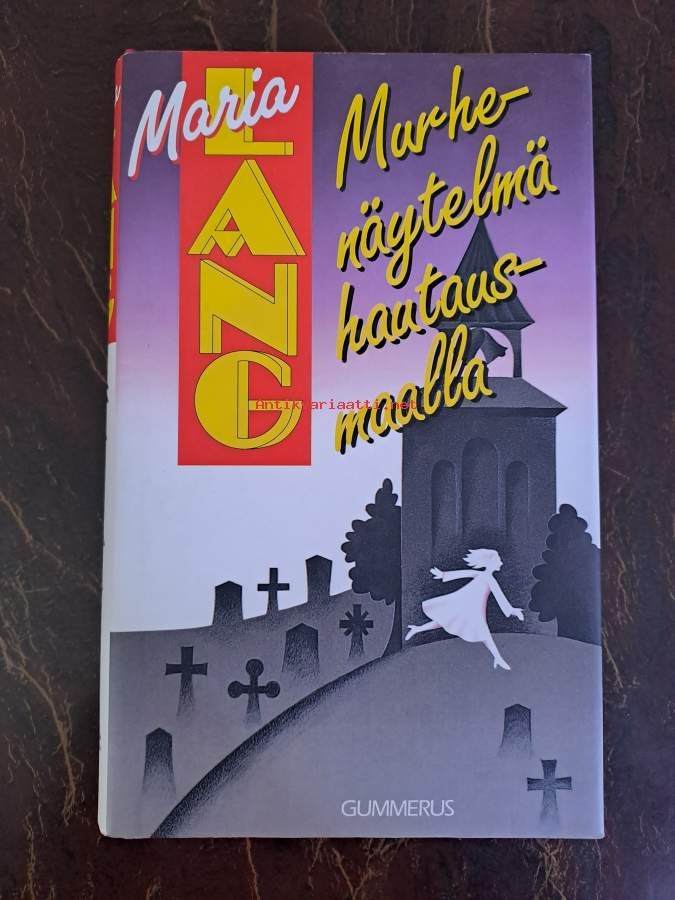 Maria
LANG
Murhe-
näytelmä
hautaus-
maalla
Antikvariaatti.net
GUMMERUS